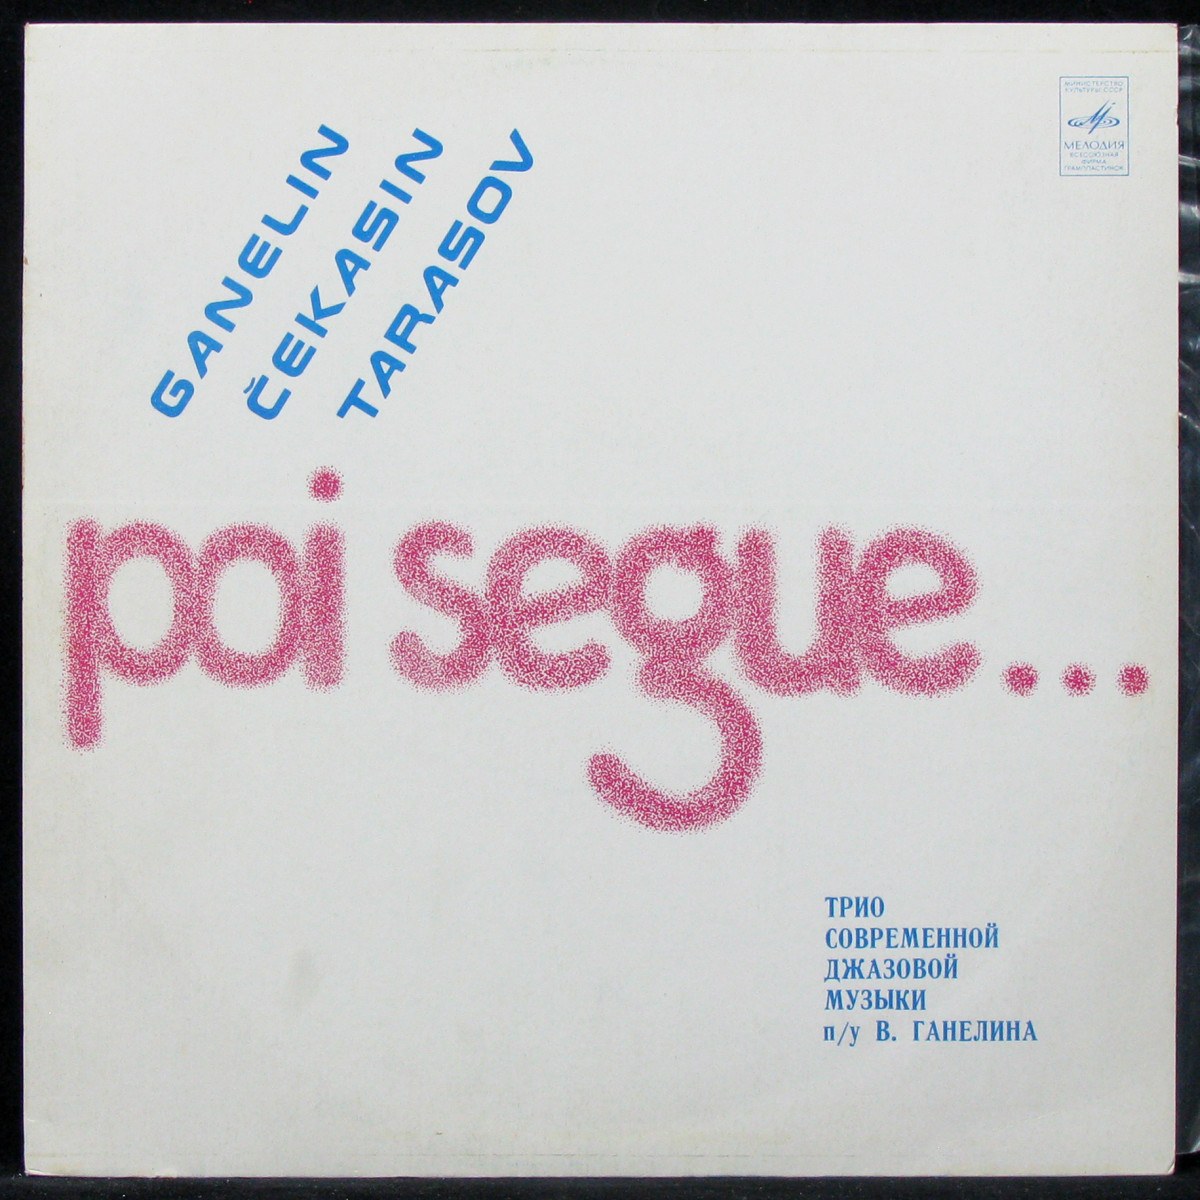 GANELIN
ČEKASIN
TARASOV
МИНИСТЕРСТВО
КУЛЬТУРЫ СССР
МЕЛОДИЯ
ВСЕСОЮЗНАЯ
ФИРМА
ГРАМПЛАСТИНОК
poi segue...
ТРИО
СОВРЕМЕННОЙ
ДЖАЗОВОЙ
МУЗЫКИ
п/у В. ГАНЕЛИНА